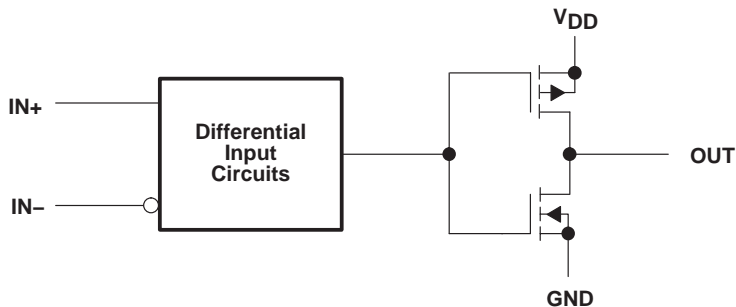 VDD
IN+
Differential
Input
Circuits
OUT
IN−
GND